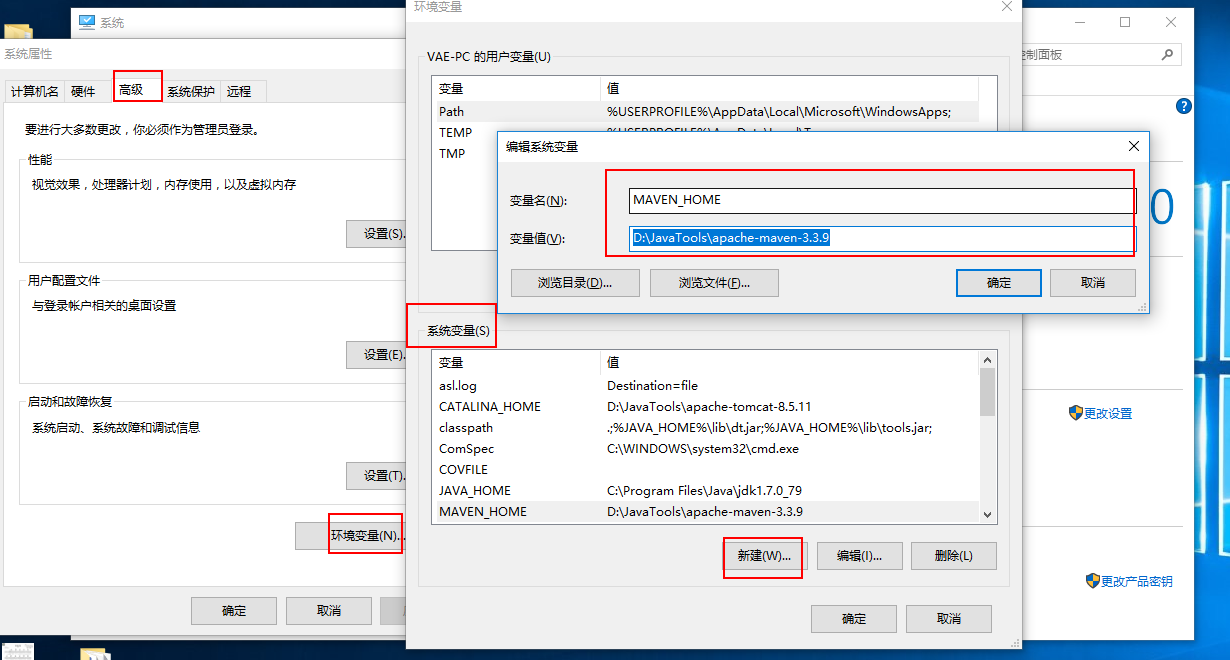 系统
系统属性
计算机名
硬件
高级
系统保护
远程
要进行大多数更改，你必须作为管理员登录。
性能
视觉效果，处理器计划，内存使用，以及虚拟内存
设置(S)...
用户配置文件
与登录帐户相关的桌面设置
设置(E)...
启动和故障恢复
系统启动、系统故障和调试信息
设置(T)...
环境变量(N)...
确定
取消
环境变量
VAE-PC 的用户变量(U)
变量
值
Path
%USERPROFILE%\AppData\Local\Microsoft\WindowsApps;
TEMP
%USERPROFILE%\AppData\Local\T
TMP
编辑系统变量
变量名(N):
MAVEN_HOME
变量值(V):
D:\JavaTools\apache-maven-3.3.9
浏览目录(D)...
浏览文件(F)...
确定
取消
系统变量(S)
变量
值
asl.log
Destination=file
CATALINA_HOME
D:\JavaTools\apache-tomcat-8.5.11
classpath
.;%JAVA_HOME%\lib\dt.jar;%JAVA_HOME%\lib\tools.jar;
ComSpec
C:\WINDOWS\system32\cmd.exe
COVFILE
JAVA_HOME
C:\Program Files\Java\jdk1.7.0_79
MAVEN_HOME
D:\JavaTools\apache-maven-3.3.9
新建(W)...
编辑(I)...
删除(L)
确定
取消
控制面板
?
0
更改设置
更改产品密钥